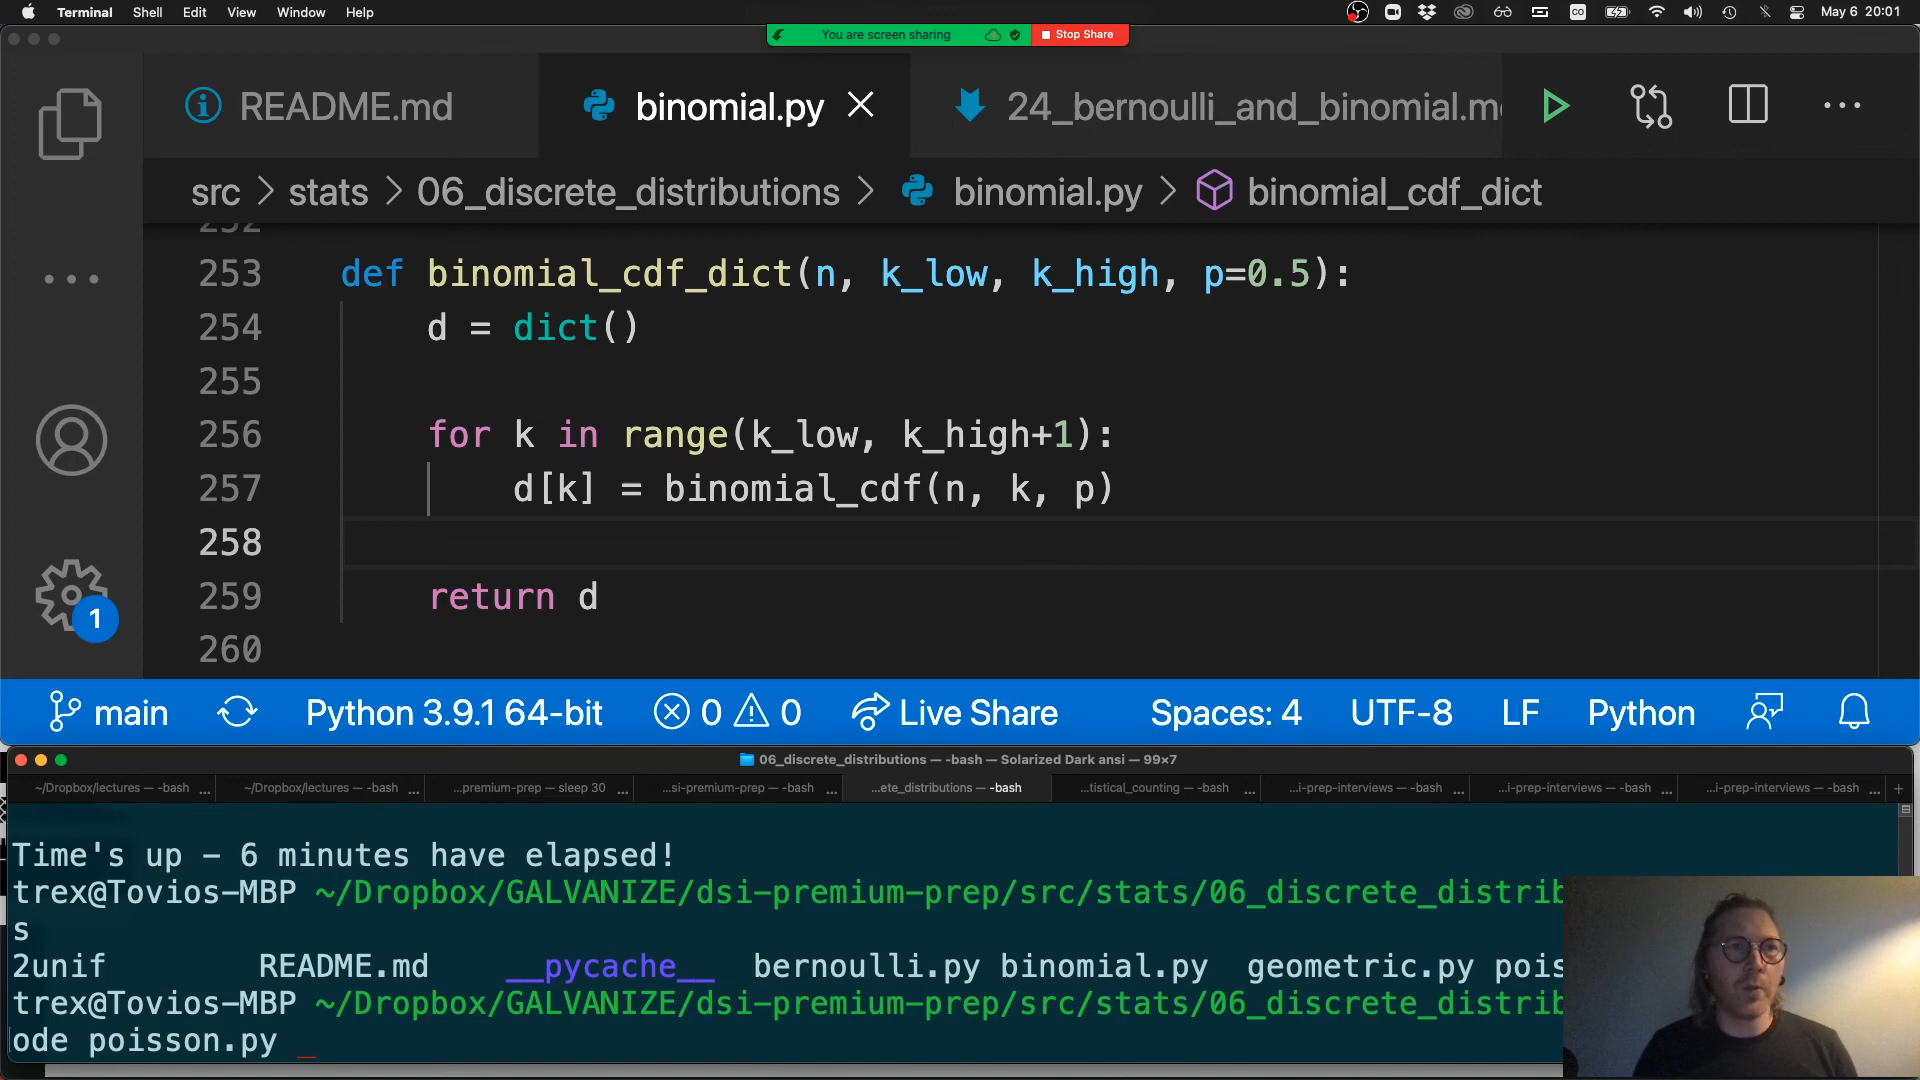 Terminal Shell Edit View Window Help May 6 20:01
You are screen sharing Stop Share
README.md binomial.py 24_bernoulli_and_binomial.m
src > stats > 06_discrete_distributions > binomial.py > binomial_cdf_dict
252
253 def binomial_cdf_dict(n, k_low, k_high, p=0.5):
254 d = dict()
255
256 for k in range(k_low, k_high+1):
257 d[k] = binomial_cdf(n, k, p)
258
259 return d
260
1
main Python 3.9.1 64-bit 0 0 Live Share Spaces: 4 UTF-8 LF Python
06_discrete_distributions — -bash — Solarized Dark ansi — 99×7
~/Dropbox/lectures — -bash ... ~/Dropbox/lectures — -bash ... ...premium-prep — sleep 30 ... ...si-premium-prep — -bash ... ...ete_distributions — -bash ...tistical_counting — -bash ... ...i-prep-interviews — -bash ... ...i-prep-interviews — -bash ... ...i-prep-interviews — -bash ... +
Time's up - 6 minutes have elapsed!
trex@Tovios-MBP ~/Dropbox/GALVANIZE/dsi-premium-prep/src/stats/06_discrete_distrib
s
2unif README.md __pycache__ bernoulli.py binomial.py geometric.py pois
trex@Tovios-MBP ~/Dropbox/GALVANIZE/dsi-premium-prep/src/stats/06_discrete_distrib
ode poisson.py _